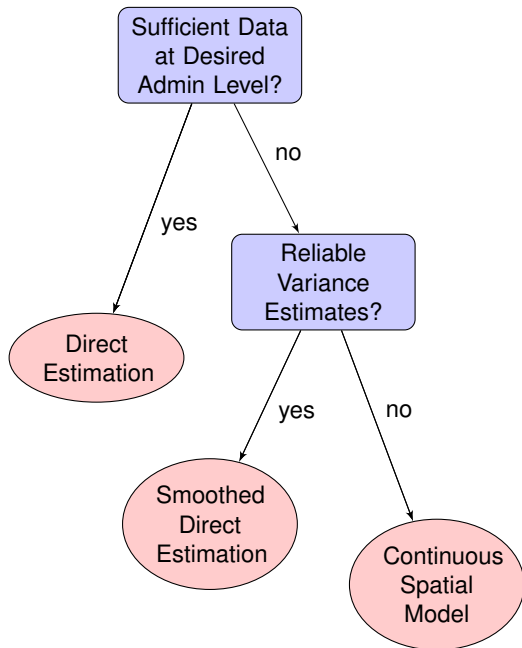 Sufficient Data
at Desired
Admin Level?
no
yes
Reliable
Variance
Estimates?
Direct
Estimation
yes
no
Smoothed
Direct
Estimation
Continuous
Spatial
Model